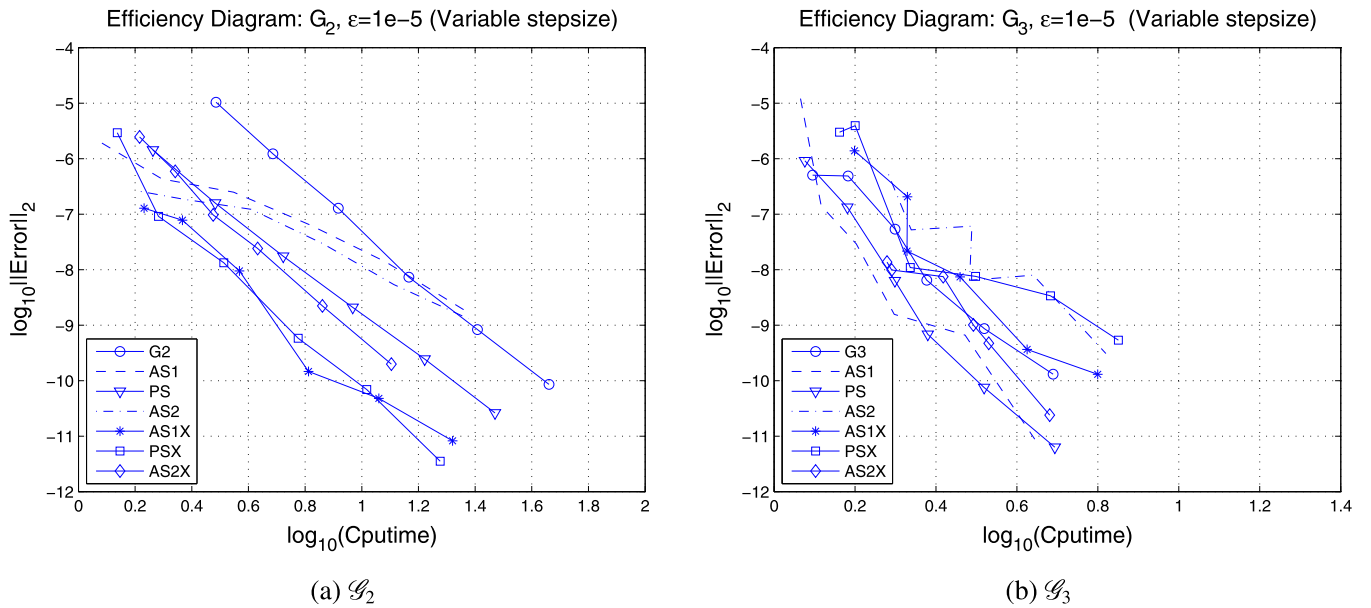 Efficiency Diagram: G2, ε=1e−5 (Variable stepsize)
−4
−5
−6
−7
−8
−9
−10
−11
−12
log10||Error||2
G2
AS1
PS
AS2
AS1X
PSX
AS2X
0 0.2 0.4 0.6 0.8 1 1.2 1.4 1.6 1.8 2
log10(Cputime)
(a) 𝒢2
Efficiency Diagram: G3, ε=1e−5 (Variable stepsize)
−4
−5
−6
−7
−8
−9
−10
−11
−12
log10||Error||2
G3
AS1
PS
AS2
AS1X
PSX
AS2X
0 0.2 0.4 0.6 0.8 1 1.2 1.4
log10(Cputime)
(b) 𝒢3